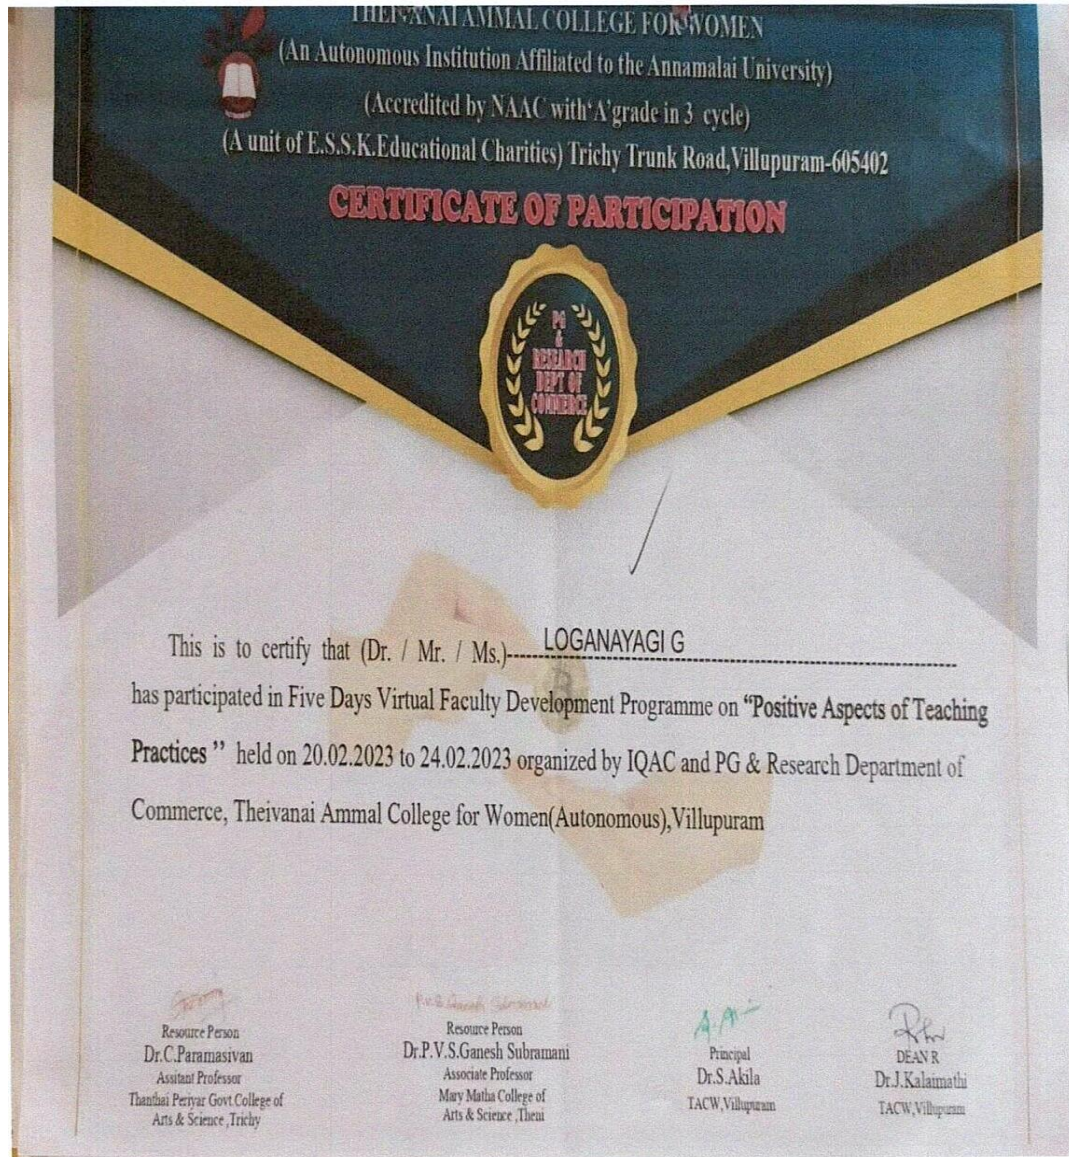 THEIVANAI AMMAL COLLEGE FOR WOMEN
(An Autonomous Institution Affiliated to the Annamalai University)
(Accredited by NAAC with‘A’grade in 3 cycle)
(A unit of E.S.S.K.Educational Charities) Trichy Trunk Road,Villupuram-605402
CERTIFICATE OF PARTICIPATION
PG
&
RESEARCH
DEPT OF
COMMERCE
This is to certify that (Dr. / Mr. / Ms.)-----LOGANAYAGI G-----
has participated in Five Days Virtual Faculty Development Programme on “Positive Aspects of Teaching
Practices ” held on 20.02.2023 to 24.02.2023 organized by IQAC and PG & Research Department of
Commerce, Theivanai Ammal College for Women(Autonomous),Villupuram
P.V.S Ganesh Subramani
Resource Person
Dr.C.Paramasivan
Assitant Professor
Thanthai Periyar Govt.College of
Arts & Science ,Trichy
Resource Person
Dr.P.V.S.Ganesh Subramani
Associate Professor
Mary Matha College of
Arts & Science ,Theni
Principal
Dr.S.Akila
TACW,Villupuram
DEAN R
Dr.J.Kalaimathi
TACW,Villupuram